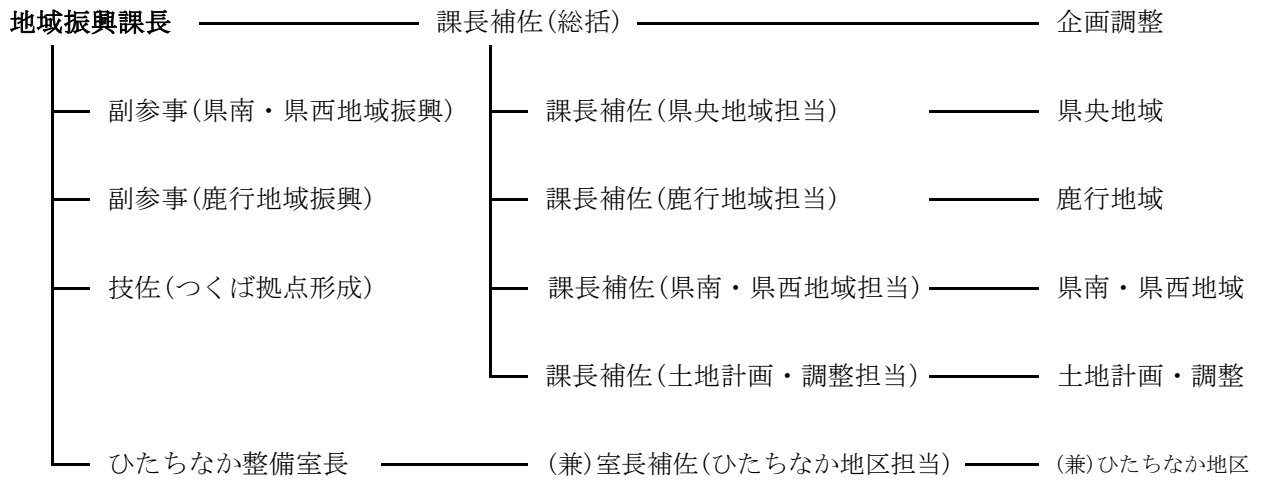 地域振興課長 課長補佐(総括) 企画調整
副参事(県南・県西地域振興) 課長補佐(県央地域担当) 県央地域
副参事(鹿行地域振興) 課長補佐(鹿行地域担当) 鹿行地域
技佐(つくば拠点形成) 課長補佐(県南・県西地域担当) 県南・県西地域
課長補佐(土地計画・調整担当) 土地計画・調整
ひたちなか整備室長 (兼)室長補佐(ひたちなか地区担当) (兼)ひたちなか地区